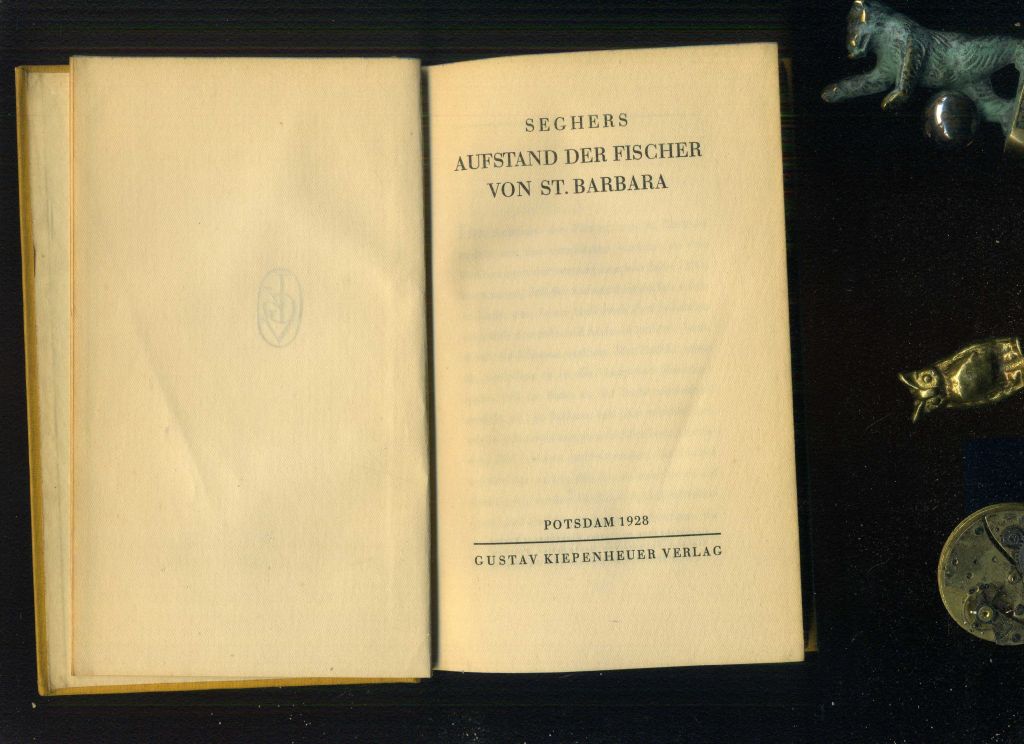 SEGHERS
AUFSTAND DER FISCHER
VON ST. BARBARA
POTSDAM 1928
GUSTAV KIEPENHEUER VERLAG